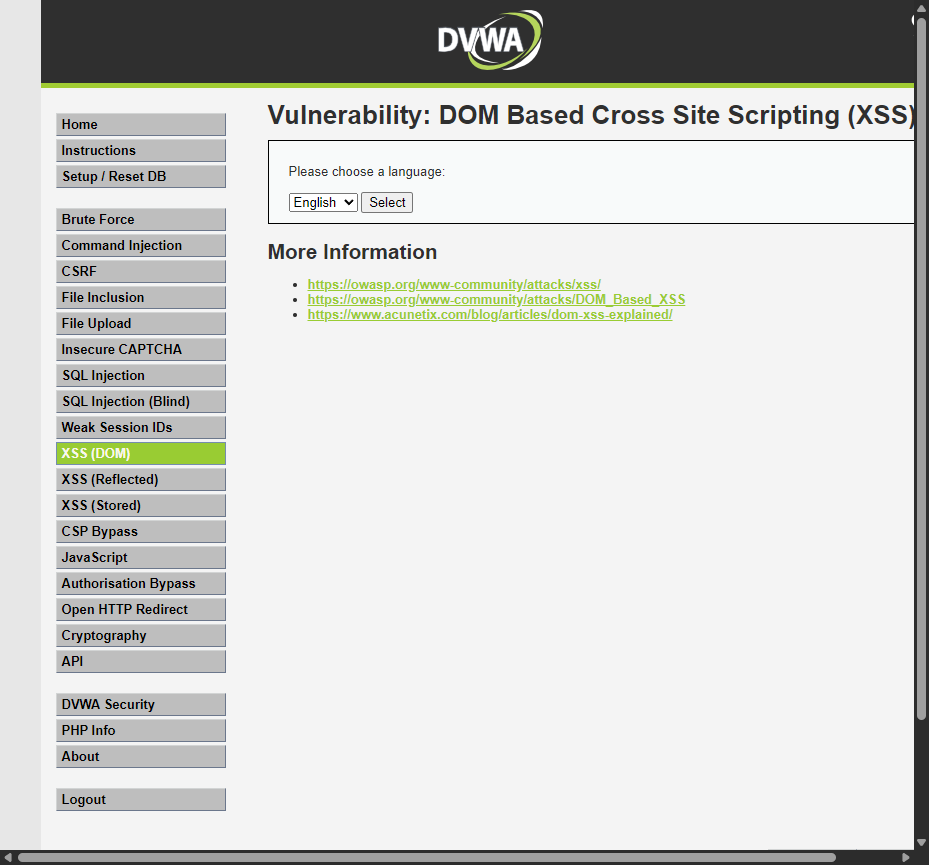 DVWA
Home
Instructions
Setup / Reset DB
Brute Force
Command Injection
CSRF
File Inclusion
File Upload
Insecure CAPTCHA
SQL Injection
SQL Injection (Blind)
Weak Session IDs
XSS (DOM)
XSS (Reflected)
XSS (Stored)
CSP Bypass
JavaScript
Authorisation Bypass
Open HTTP Redirect
Cryptography
API
DVWA Security
PHP Info
About
Logout
Vulnerability: DOM Based Cross Site Scripting (XSS)
Please choose a language:
English Select
More Information
https://owasp.org/www-community/attacks/xss/
https://owasp.org/www-community/attacks/DOM_Based_XSS
https://www.acunetix.com/blog/articles/dom-xss-explained/